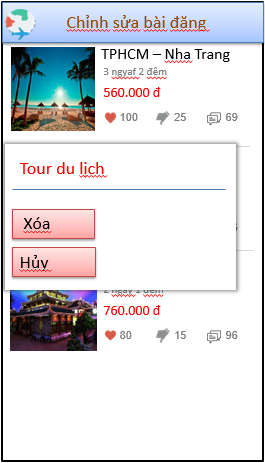 Chỉnh sửa bài đăng
TPHCM – Nha Trang
3 ngyaf 2 đêm
560.000 đ
100 25 69
Tour du lịch
Xóa
Hủy
2 ngày 1 đêm
760.000 đ
80 15 96